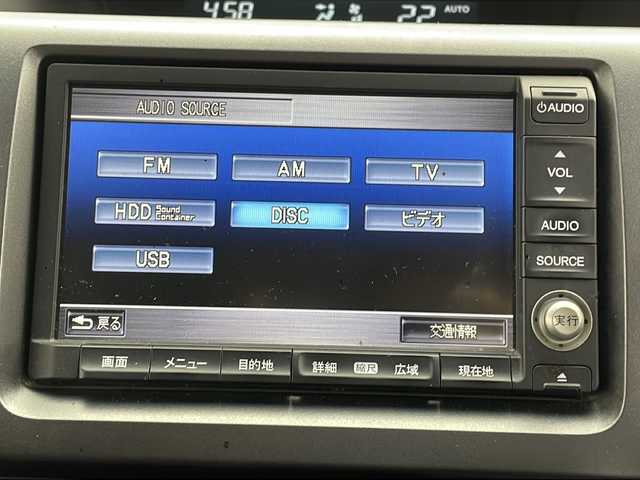 4:58 22 AUTO
AUDIO SOURCE
FM AM TV
HDD Sound Container DISC ビデオ
USB
戻る 交通情報
画面 メニュー 目的地 詳細 縮尺 広域 現在地
AUDIO
VOL
AUDIO
SOURCE
実行